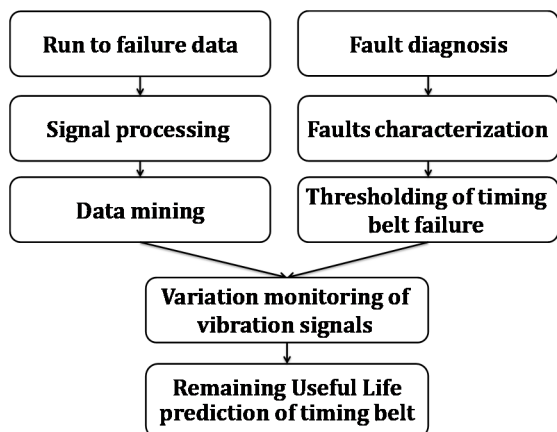 Run to failure data
Signal processing
Data mining
Fault diagnosis
Faults characterization
Thresholding of timing
belt failure
Variation monitoring of
vibration signals
Remaining Useful Life
prediction of timing belt